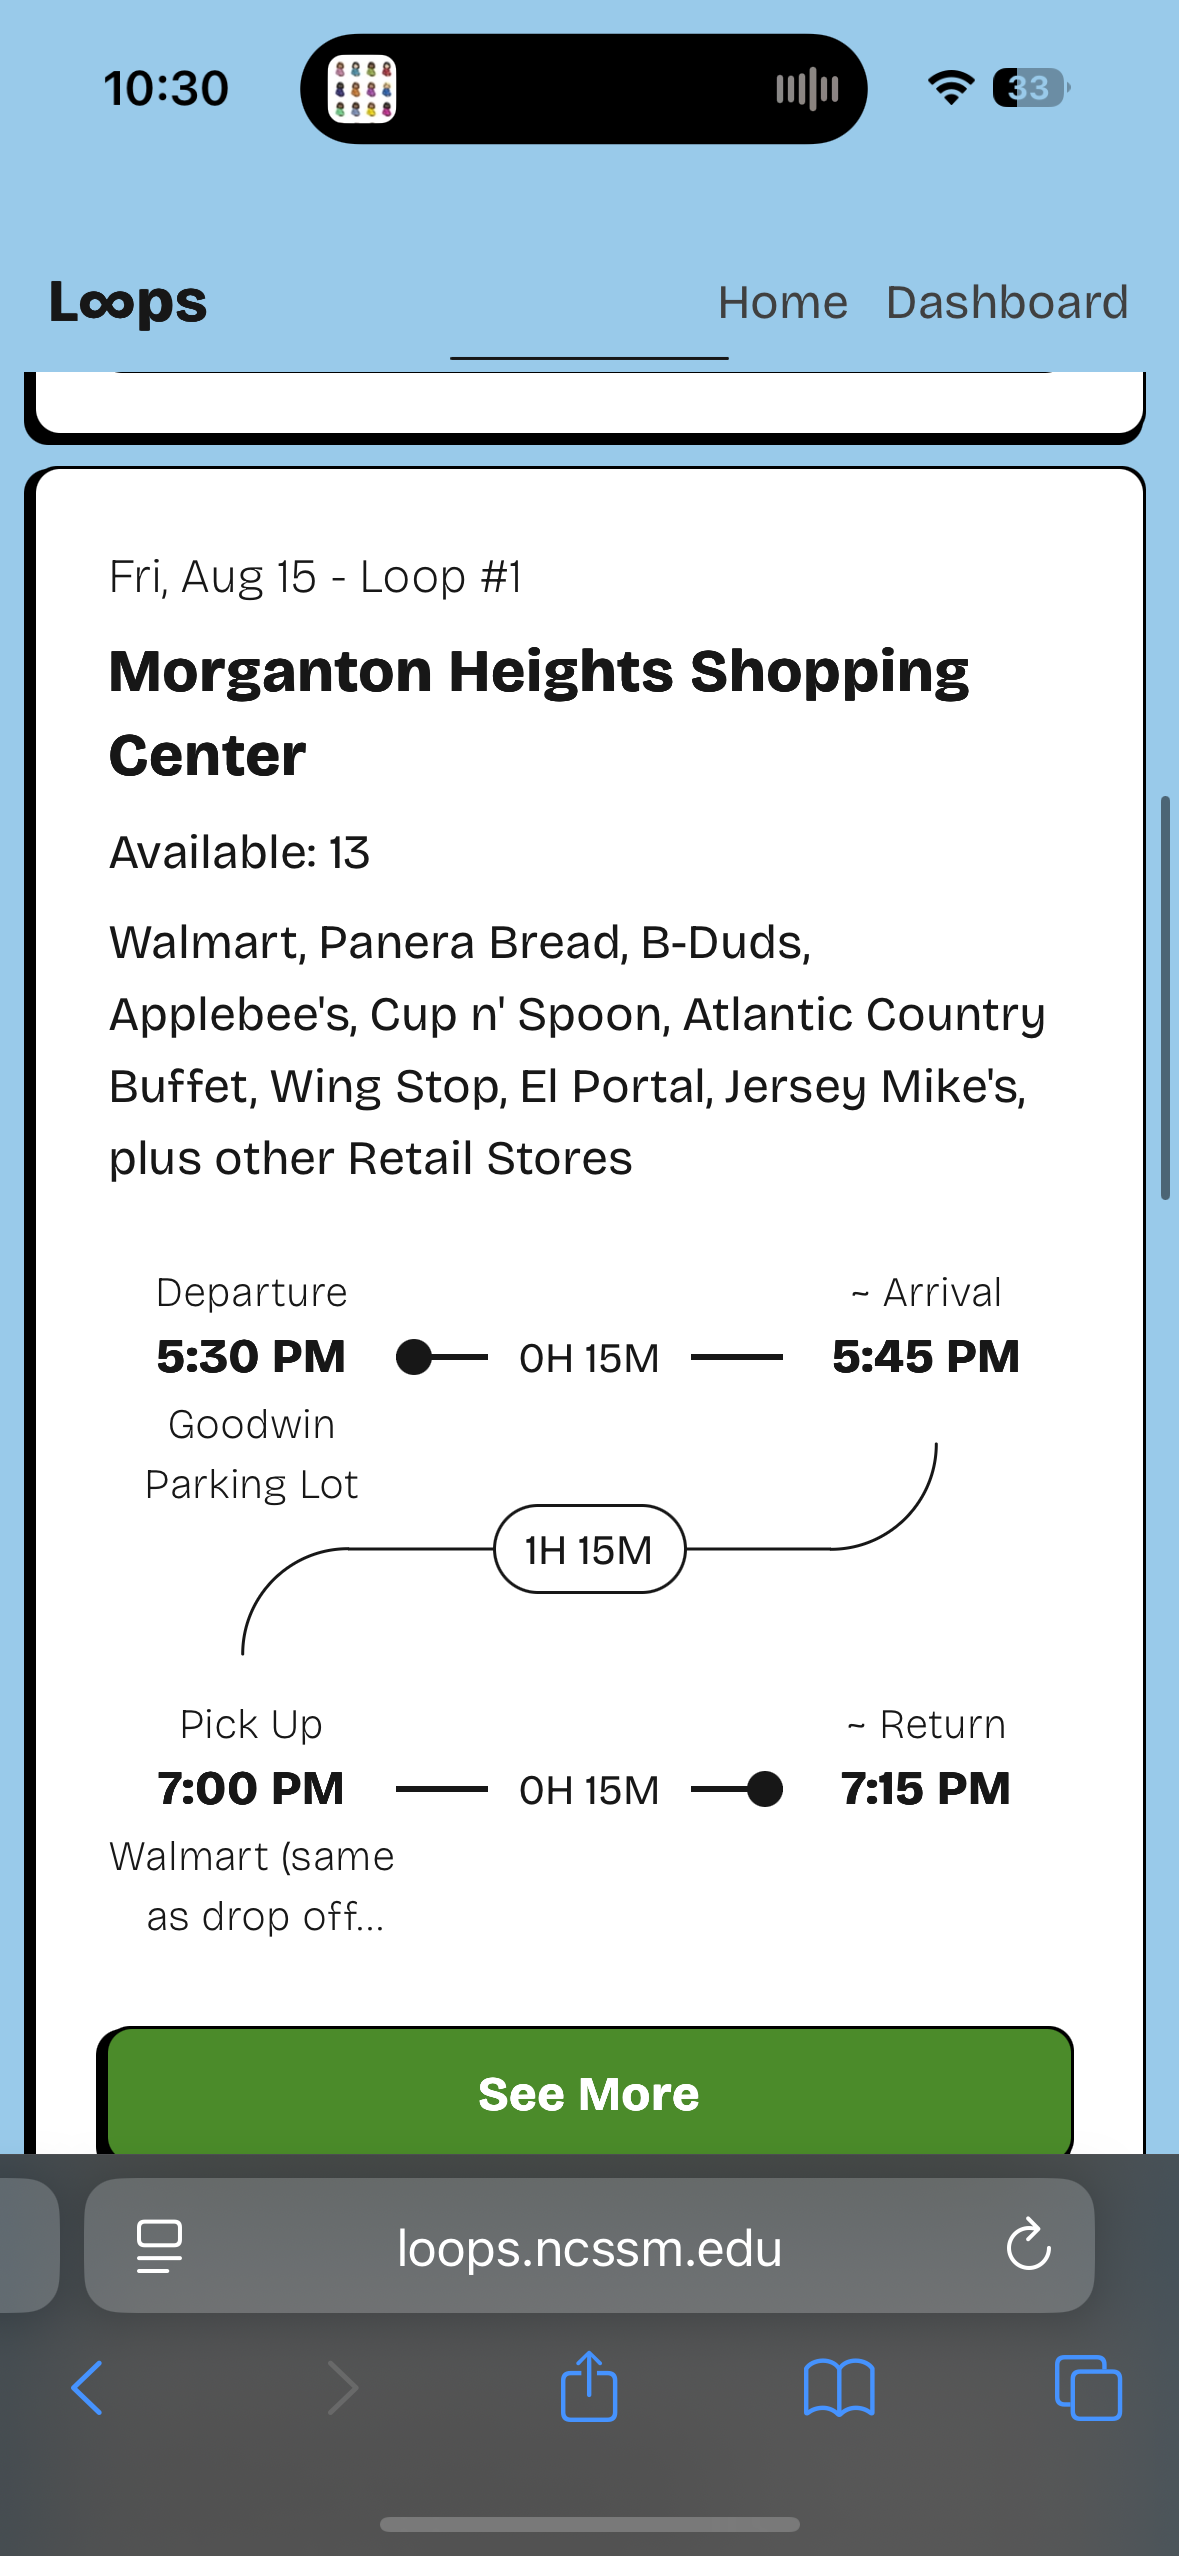 10:30
33
Loops
Home Dashboard
Fri, Aug 15 - Loop #1
Morganton Heights Shopping
Center
Available: 13
Walmart, Panera Bread, B-Duds,
Applebee's, Cup n' Spoon, Atlantic Country
Buffet, Wing Stop, El Portal, Jersey Mike's,
plus other Retail Stores
Departure
5:30 PM
Goodwin
Parking Lot
0H 15M
~ Arrival
5:45 PM
1H 15M
Pick Up
7:00 PM
Walmart (same
as drop off...
0H 15M
~ Return
7:15 PM
See More
loops.ncssm.edu